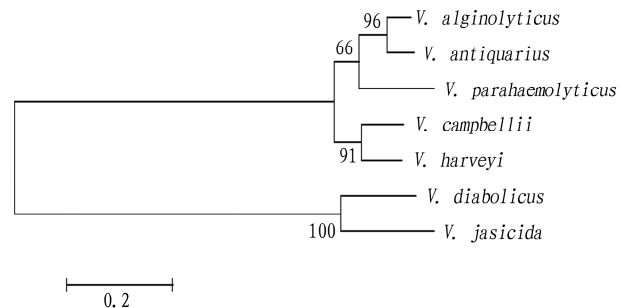 96
V. alginolyticus
66
V. antiquarius
V. parahaemolyticus
V. campbellii
91
V. harveyi
V. diabolicus
100
V. jasicida
0.2